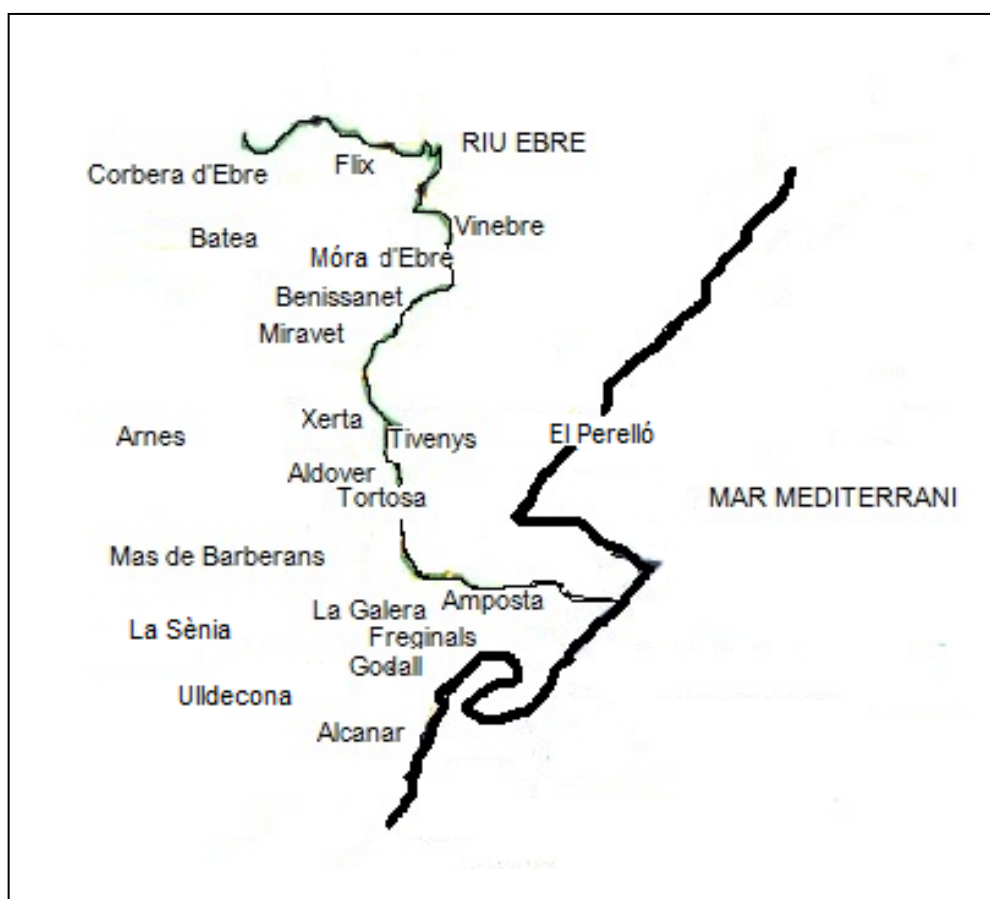 RIU EBRE
Flix
Corbera d'Ebre
Vinebre
Batea
Móra d'Ebre
Benissanet
Miravet
Xerta
Arnes
Tivenys
El Perelló
Aldover
Tortosa
MAR MEDITERRANI
Mas de Barberans
Amposta
La Galera
La Sènia
Freginals
Godall
Ulldecona
Alcanar